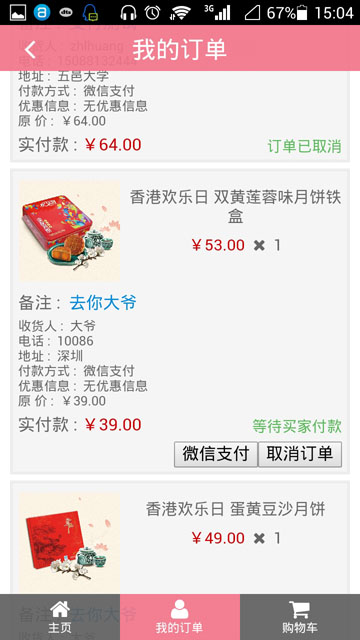 3G 67% 15:04
我的订单
收货人：zhlhuang
电话：15088132444
地址：五邑大学
付款方式：微信支付
优惠信息：无优惠信息
原 价：￥64.00
实付款：￥64.00 订单已取消
香港欢乐日 双黄莲蓉味月饼铁
盒
￥53.00 ✖ 1
备注：去你大爷
收货人：大爷
电话：10086
地址：深圳
付款方式：微信支付
优惠信息：无优惠信息
原 价：￥39.00
实付款：￥39.00 等待买家付款
微信支付 取消订单
香港欢乐日 蛋黄豆沙月饼
￥49.00 ✖ 1
备注：去你大爷
主页 我的订单 购物车